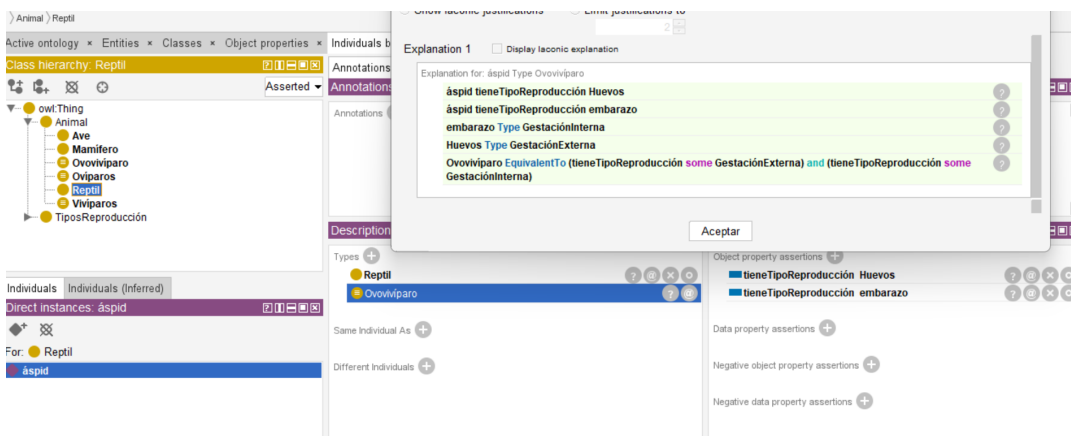 Animal Reptil
Show laconic justifications Limit justifications to
2
Active ontology × Entities × Classes × Object properties × Individuals b
Explanation 1 Display laconic explanation
Class hierarchy: Reptil
Annotations
Explanation for: áspid Type Ovovivíparo
Asserted
Annotations
áspid tieneTipoReproducción Huevos
owl:Thing
Annotations
áspid tieneTipoReproducción embarazo
Animal
embarazo Type GestaciónInterna
Ave
Huevos Type GestaciónExterna
Mamifero
Ovoviviparo
Ovoviviparo EquivalentTo (tieneTipoReproducción some GestaciónExterna) and (tieneTipoReproducción some
GestaciónInterna)
Oviparos
Reptil
Viviparos
TiposReproducción
Description
Aceptar
Types
Object property assertions
Reptil
tieneTipoReproducción Huevos
Ovovivíparo
tieneTipoReproducción embarazo
Individuals Individuals (Inferred)
Direct instances: áspid
Same Individual As
Data property assertions
For: Reptil
áspid
Different Individuals
Negative object property assertions
Negative data property assertions